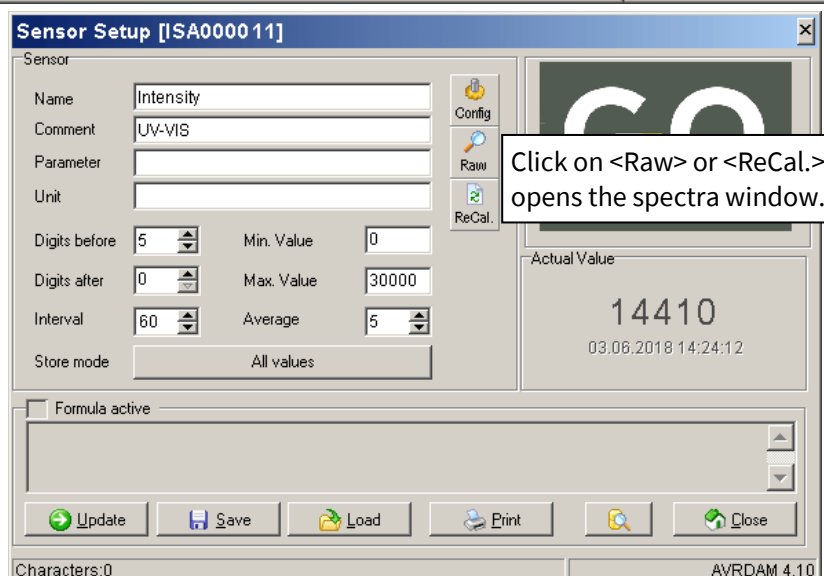 Sensor Setup [ISA000011]
Sensor
Name Intensity
Comment UV-VIS
Parameter
Unit
Config
Raw
ReCal.
Click on <Raw> or <ReCal.>
opens the spectra window.
Digits before 5 Min. Value 0
Digits after 0 Max. Value 30000
Interval 60 Average 5
Store mode All values
Actual Value
14410
03.06.2018 14:24:12
Formula active
Update Save Load Print Close
Characters:0 AVRDAM 4.10